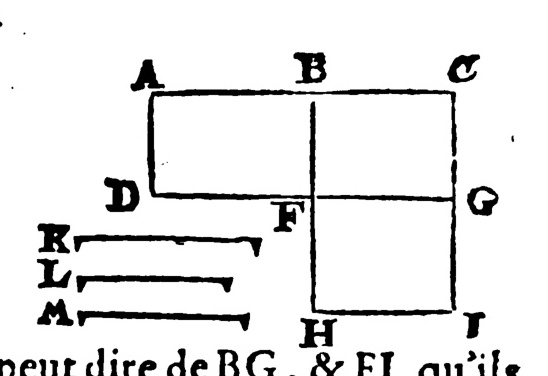 A B C
D F G
K
L
M
H I
peut dire de BG, & FI, qu'ils